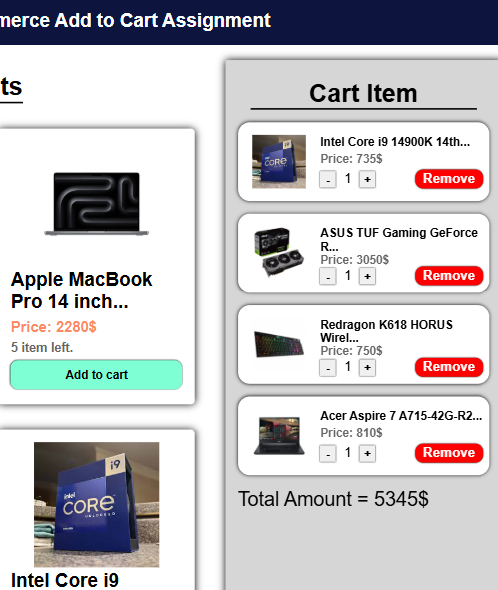 merce Add to Cart Assignment
ts
Apple MacBook
Pro 14 inch...
Price: 2280$
5 item left.
Add to cart
i9
intel
CORE
UNLOCKED
Intel Core i9
Cart Item
intel
CORE
Intel Core i9 14900K 14th...
Price: 735$
- 1 +
Remove
ASUS TUF Gaming GeForce
R...
Price: 3050$
- 1 +
Remove
Redragon K618 HORUS
Wirel...
Price: 750$
- 1 +
Remove
Acer Aspire 7 A715-42G-R2...
Price: 810$
- 1 +
Remove
Total Amount = 5345$